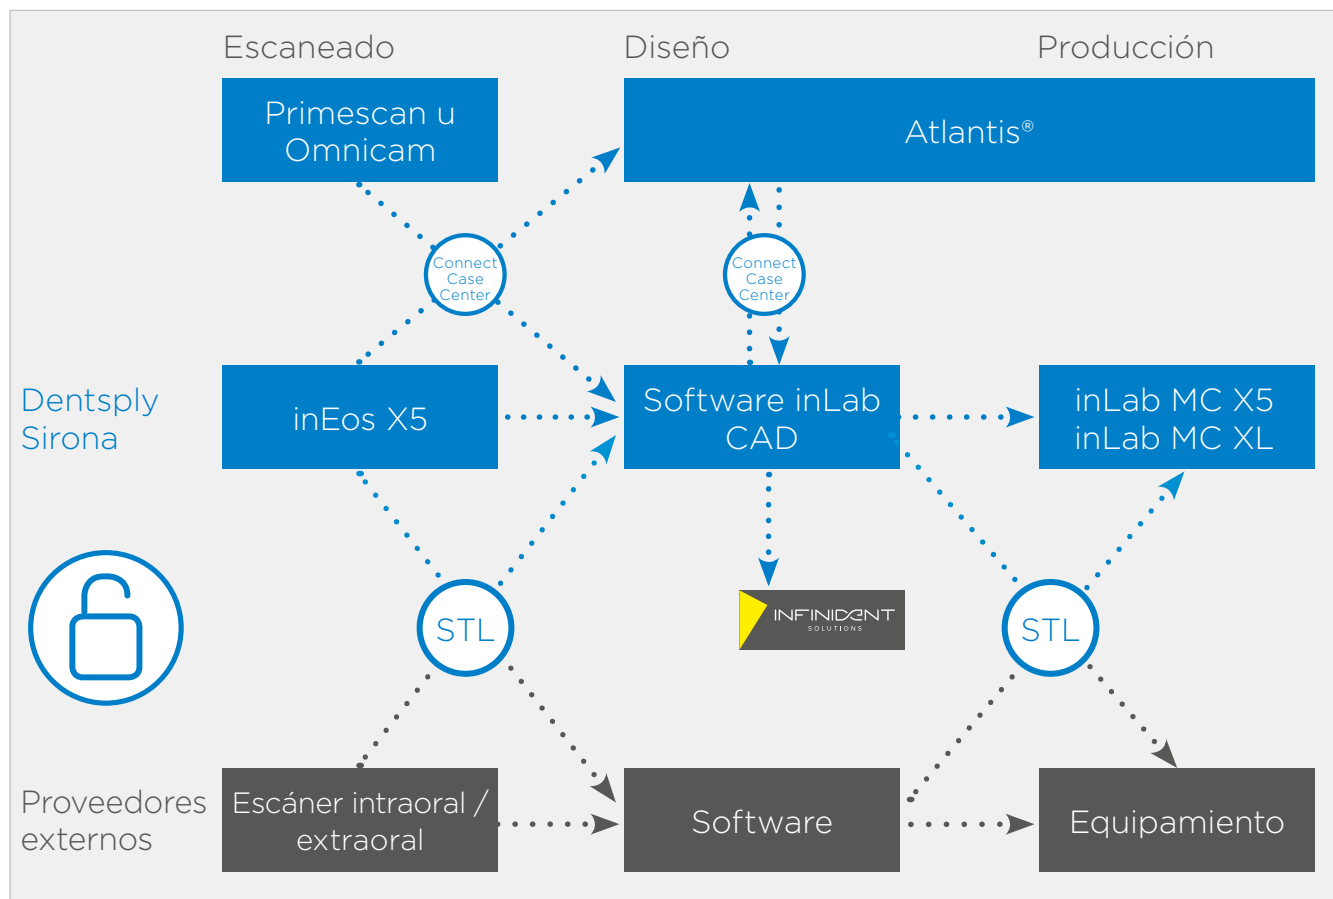 Escaneado
Diseño
Producción
Primescan u
Omnicam
Atlantis®
Connect
Case
Center
Connect
Case
Center
Dentsply
Sirona
inEos X5
Software inLab
CAD
inLab MC X5
inLab MC XL
STL
INFINIDENT
SOLUTIONS
STL
Proveedores
externos
Escáner intraoral /
extraoral
Software
Equipamiento